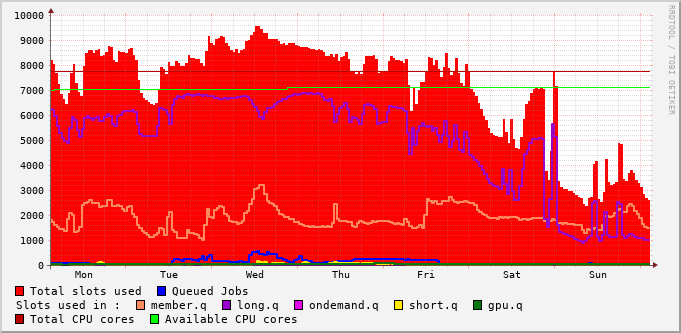 10000
9000
8000
7000
6000
5000
4000
3000
2000
1000
0
Mon Tue Wed Thu Fri Sat Sun
RRDTOOL / TOBI OETIKER
Total slots used Queued Jobs
Slots used in : member.q long.q ondemand.q short.q gpu.q
Total CPU cores Available CPU cores